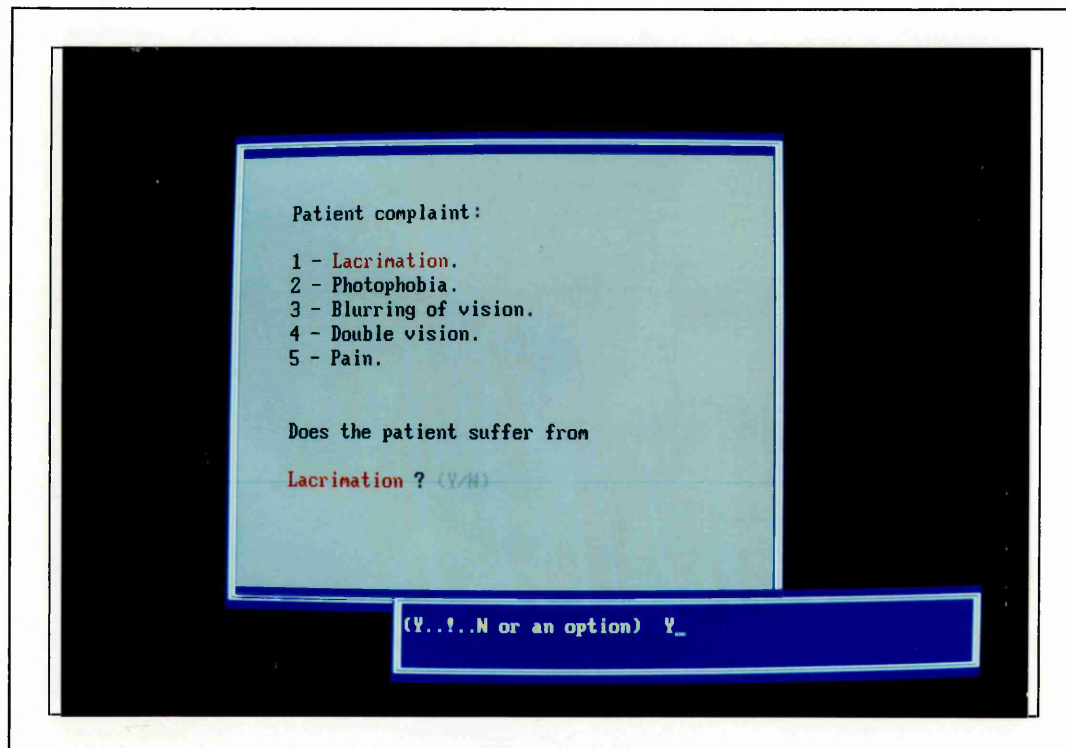 Patient complaint:
1 - Lacrimation.
2 - Photophobia.
3 - Blurring of vision.
4 - Double vision.
5 - Pain.
Does the patient suffer from
Lacrimation ? (Y/N)
(Y..!..N or an option) Y_